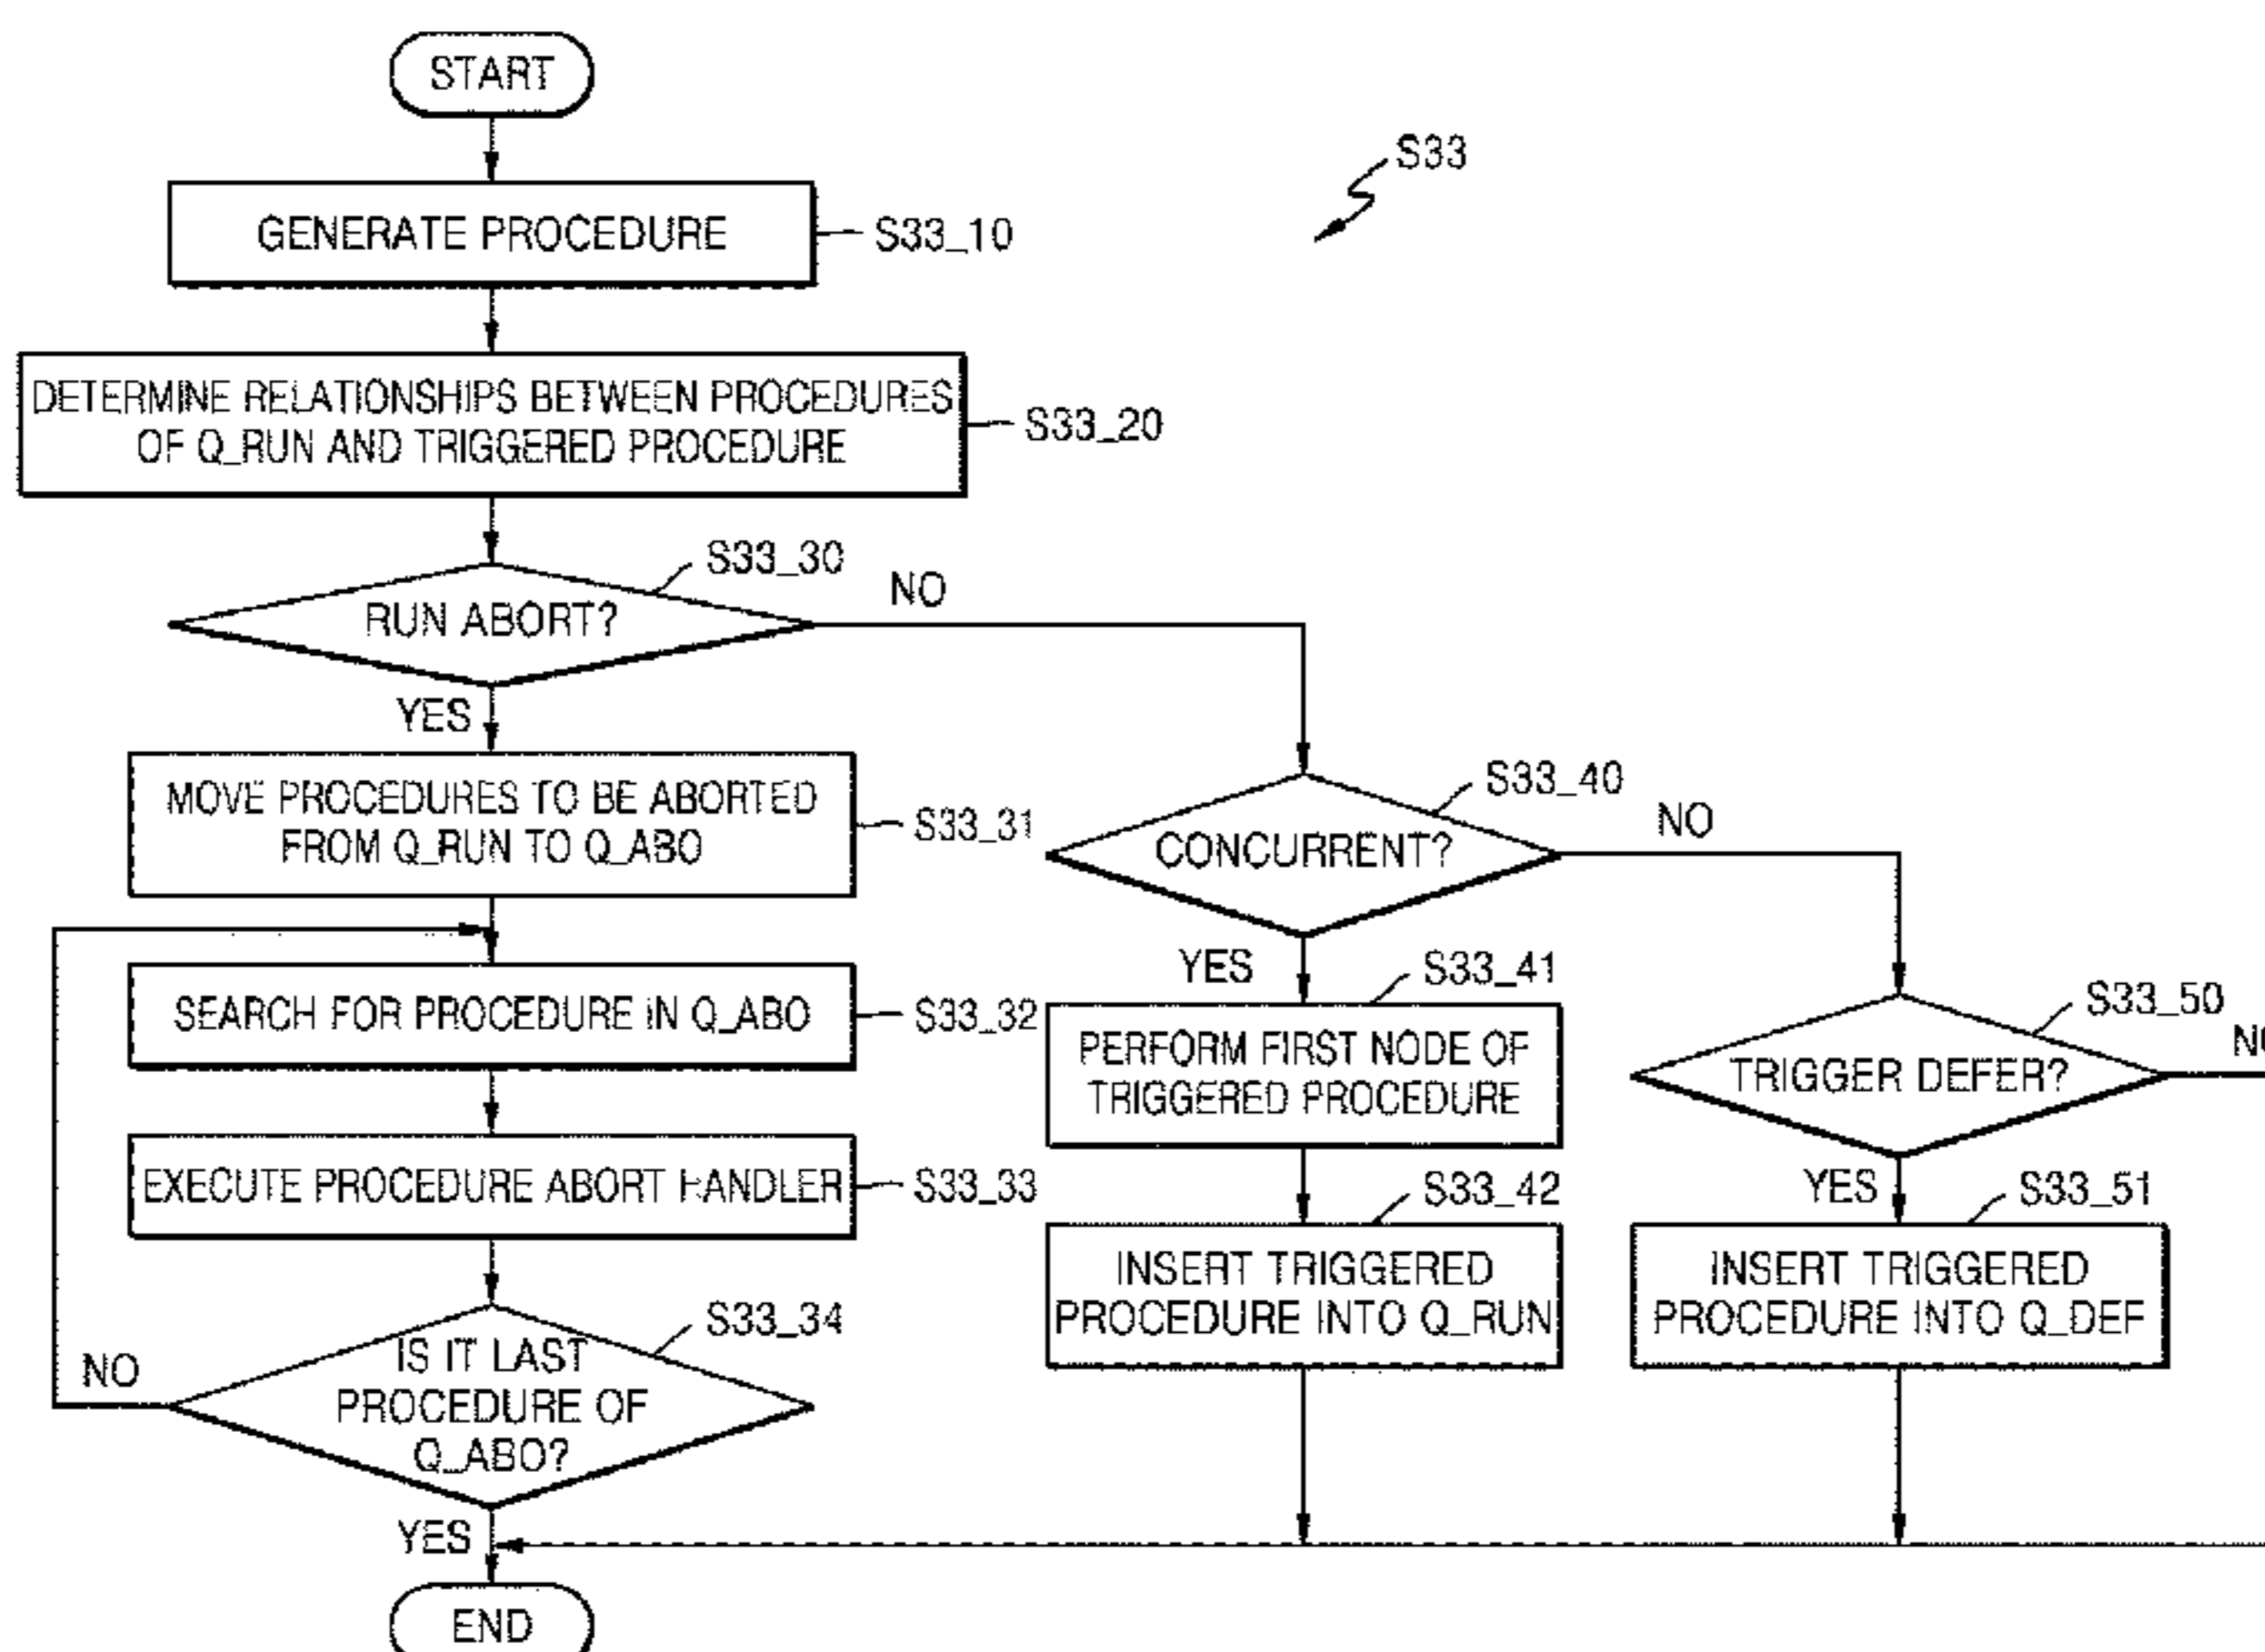 START
S33
GENERATE PROCEDURE
S33_10
DETERMINE RELATIONSHIPS BETWEEN PROCEDURES
OF Q_RUN AND TRIGGERED PROCEDURE
S33_20
RUN ABORT?
S33_30
NO
YES
MOVE PROCEDURES TO BE ABORTED
FROM Q_RUN TO Q_ABO
S33_31
CONCURRENT?
S33_40
NO
YES
SEARCH FOR PROCEDURE IN Q_ABO
S33_32
S33_41
PERFORM FIRST NODE OF
TRIGGERED PROCEDURE
S33_50
TRIGGER DEFER?
YES
EXECUTE PROCEDURE ABORT HANDLER
S33_33
S33_42
INSERT TRIGGERED
PROCEDURE INTO Q_RUN
S33_51
INSERT TRIGGERED
PROCEDURE INTO Q_DEF
S33_34
IS IT LAST
PROCEDURE OF
Q_ABO?
NO
YES
END